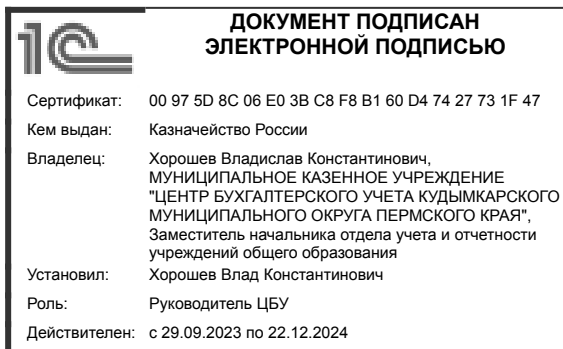 1С
ДОКУМЕНТ ПОДПИСАН
ЭЛЕКТРОННОЙ ПОДПИСЬЮ
Сертификат: 00 97 5D 8C 06 E0 3B C8 F8 B1 60 D4 74 27 73 1F 47
Кем выдан: Казначейство России
Владелец: Хорошев Владислав Константинович,
МУНИЦИПАЛЬНОЕ КАЗЕННОЕ УЧРЕЖДЕНИЕ
"ЦЕНТР БУХГАЛТЕРСКОГО УЧЕТА КУДЫМКАРСКОГО
МУНИЦИПАЛЬНОГО ОКРУГА ПЕРМСКОГО КРАЯ",
Заместитель начальника отдела учета и отчетности
учреждений общего образования
Установил: Хорошев Влад Константинович
Роль: Руководитель ЦБУ
Действителен: с 29.09.2023 по 22.12.2024